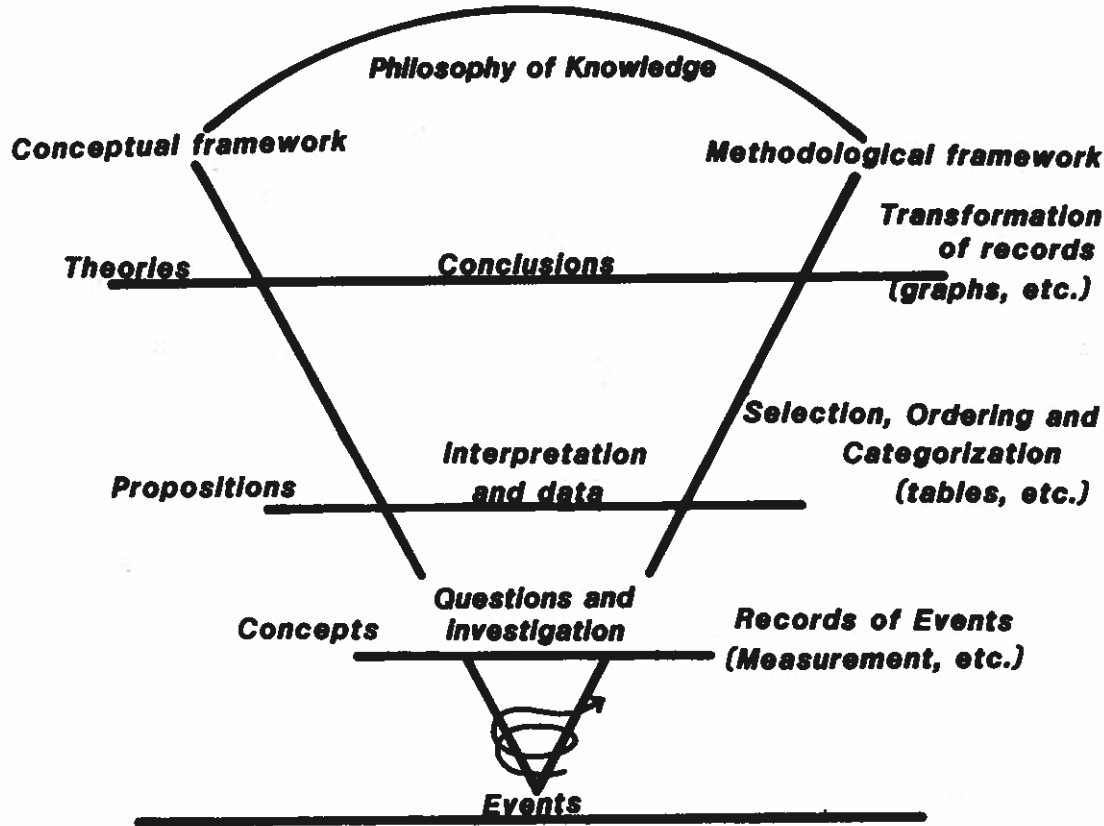 Philosophy of Knowledge
Conceptual framework
Methodological framework
Theories
Conclusions
Transformation
of records
(graphs, etc.)
Propositions
Interpretation
and data
Selection, Ordering and
Categorization
(tables, etc.)
Concepts
Questions and
Investigation
Records of Events
(Measurement, etc.)
Events